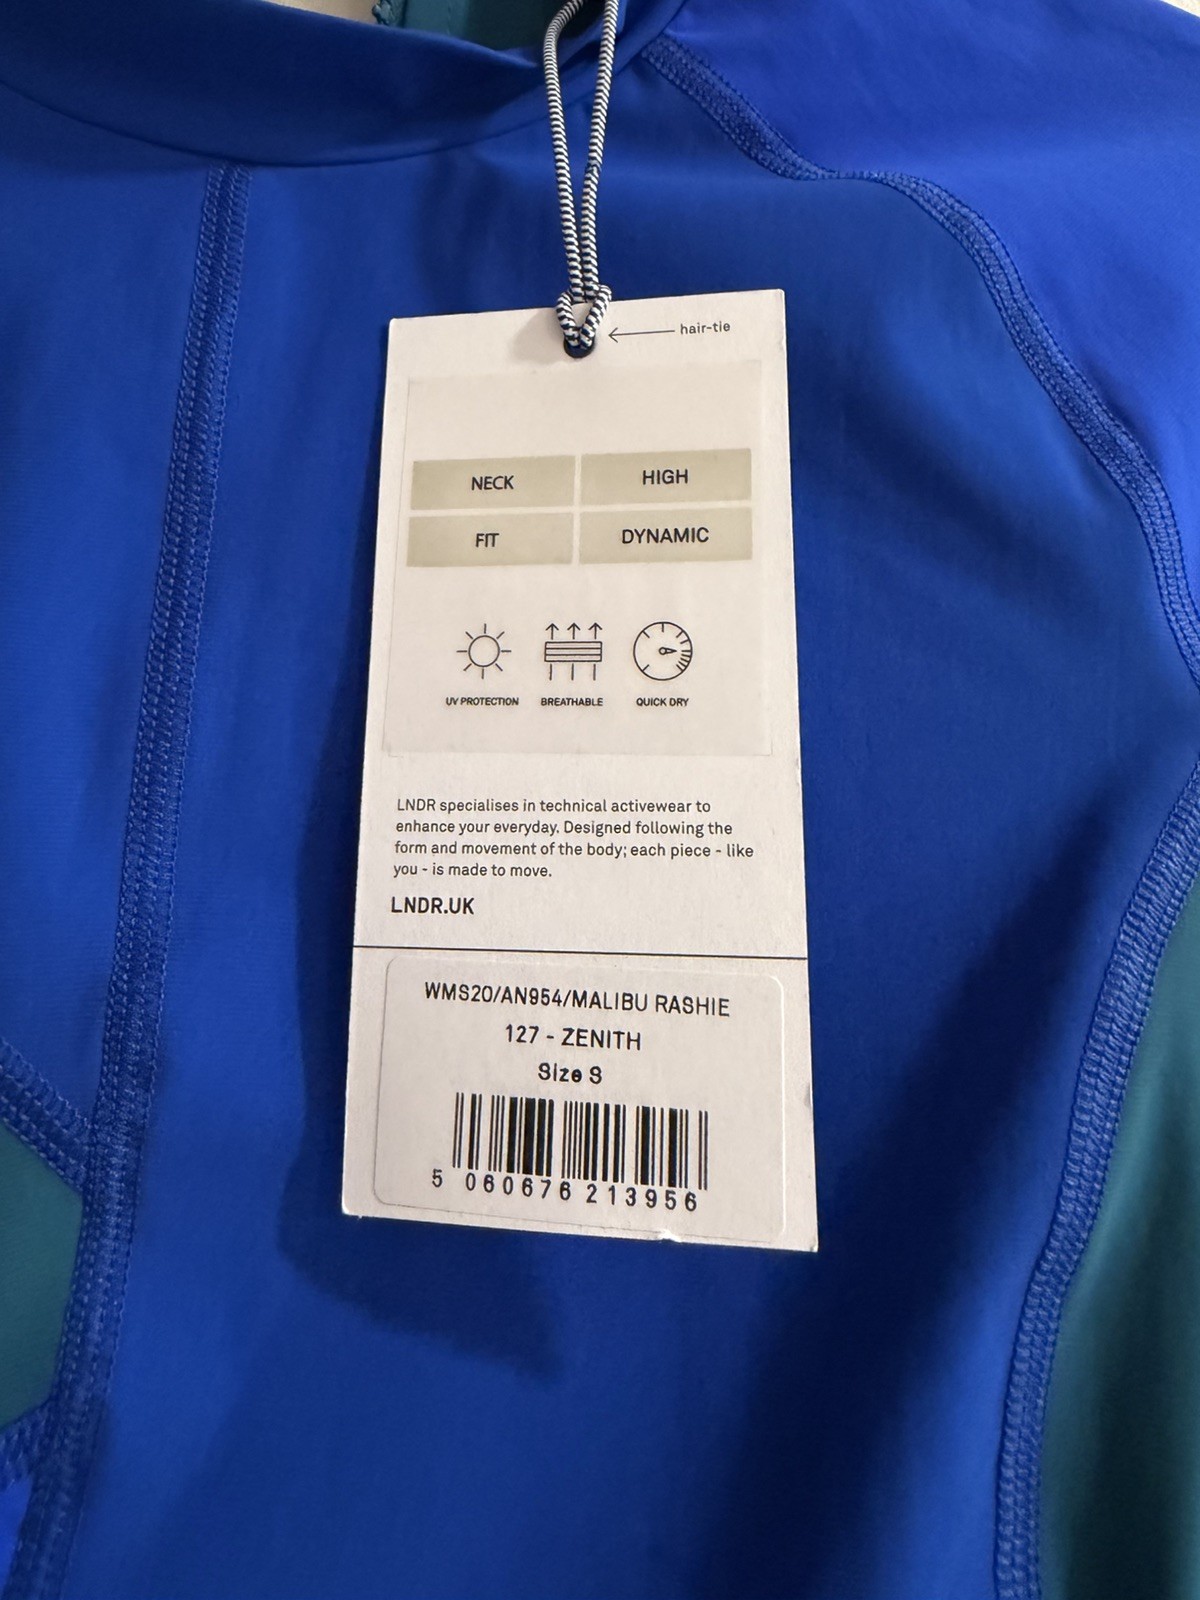 hair-tie
NECK HIGH
FIT DYNAMIC
UV PROTECTION BREATHABLE QUICK DRY
LNDR specialises in technical activewear to
enhance your everyday. Designed following the
form and movement of the body; each piece - like
you - is made to move.
LNDR.UK
WMS20/AN954/MALIBU RASHIE
127 - ZENITH
Size S
5 060676 213956